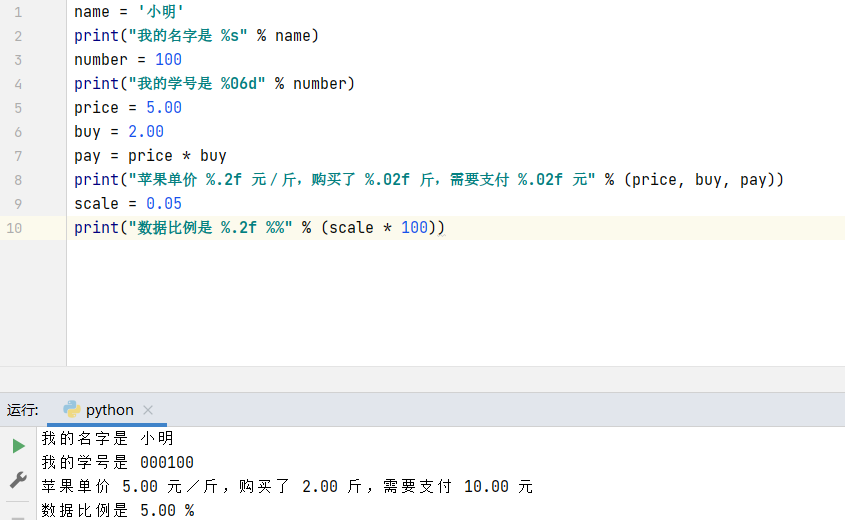 1 name = '小明'
2 print("我的名字是 %s" % name)
3 number = 100
4 print("我的学号是 %06d" % number)
5 price = 5.00
6 buy = 2.00
7 pay = price * buy
8 print("苹果单价 %.2f 元／斤，购买了 %.02f 斤，需要支付 %.02f 元" % (price, buy, pay))
9 scale = 0.05
10 print("数据比例是 %.2f %%" % (scale * 100))
运行: python
我的名字是 小明
我的学号是 000100
苹果单价 5.00 元／斤，购买了 2.00 斤，需要支付 10.00 元
数据比例是 5.00 %